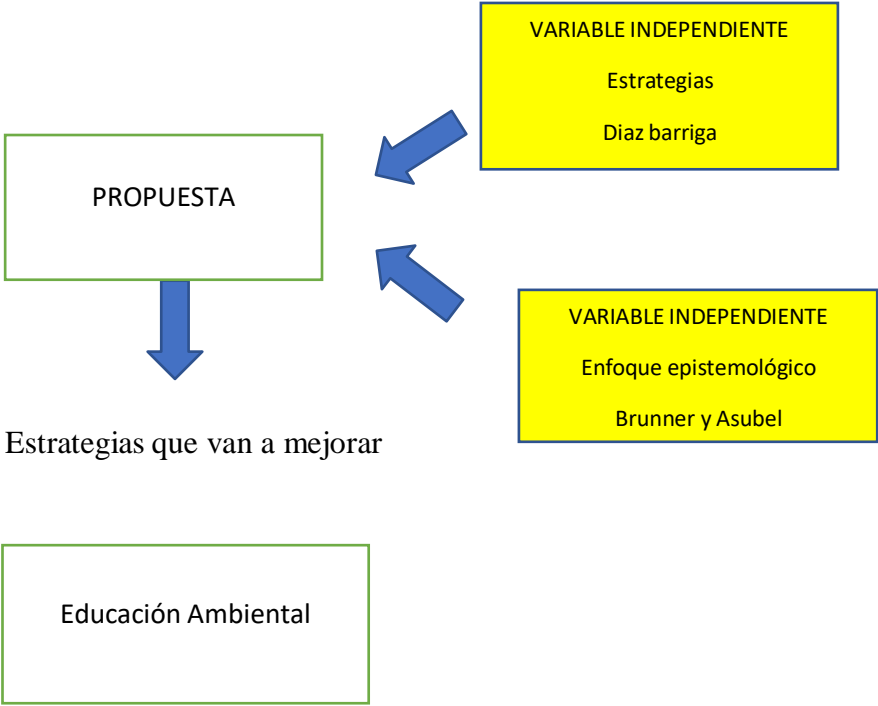 VARIABLE INDEPENDIENTE
Estrategias
Diaz barriga
PROPUESTA
VARIABLE INDEPENDIENTE
Enfoque epistemológico
Brunner y Asubel
Estrategias que van a mejorar
Educación Ambiental